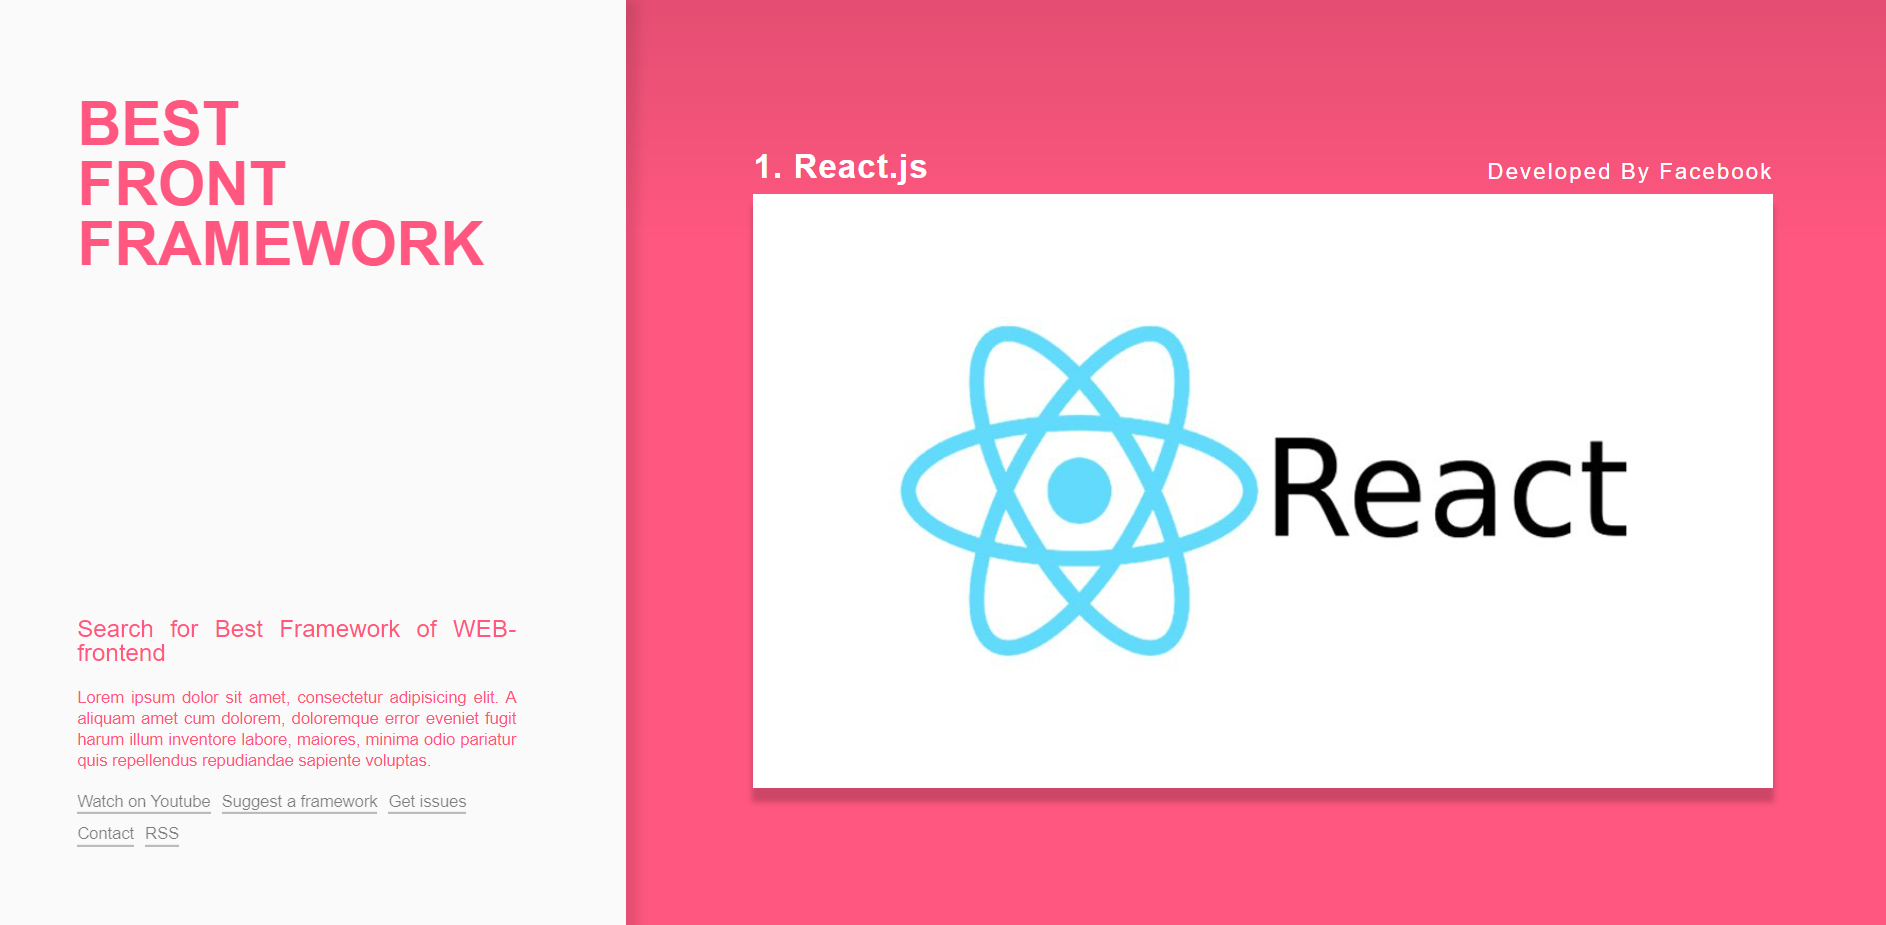 BEST
FRONT
FRAMEWORK
Search for Best Framework of WEB-
frontend
Lorem ipsum dolor sit amet, consectetur adipisicing elit. A
aliquam amet cum dolorem, doloremque error eveniet fugit
harum illum inventore labore, maiores, minima odio pariatur
quis repellendus repudiandae sapiente voluptas.
Watch on Youtube Suggest a framework Get issues
Contact RSS
1. React.js Developed By Facebook
React